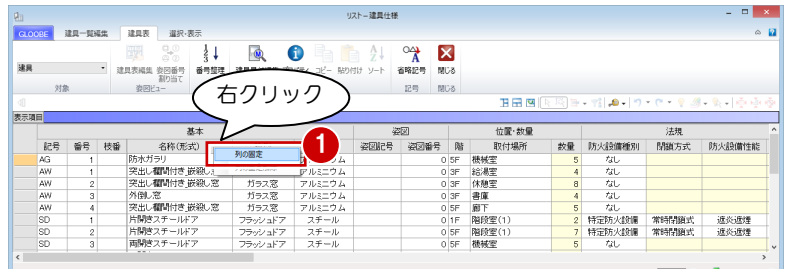 リスト－建具仕様
GLOOBE 建具一覧編集 建具表 選択・表示
建具
建具表編集 姿図番号割り当て 番号整理 コピー 貼り付け ソート 省略記号 閉じる
対象 姿図ビュー 記号 閉じる
右クリック
表示項目
基本 姿図 位置・数量 法規
記号 番号 枝番 名称(形式) 姿図記号 姿図番号 階 取付場所 数量 防火設備種別 閉鎖方式 防火設備性能
列の固定
1
AG 1 防水ガラリ 0 5F 機械室 5 なし
AW 1 突出し欄間付き_嵌殺し アルミニウム 0 3F 給湯室 4 なし
AW 2 突出し欄間付き_嵌殺し窓 ガラス窓 アルミニウム 0 3F 休憩室 8 なし
AW 3 外倒し窓 ガラス窓 アルミニウム 0 3F 書庫 4 なし
AW 4 突出し欄間付き_嵌殺し窓 ガラス窓 アルミニウム 0 5F 廊下 5 なし
SD 1 片開きスチールドア フラッシュドア スチール 0 1F 階段室(1) 2 特定防火設備 常時閉鎖式 遮炎遮煙
SD 2 片開きスチールドア フラッシュドア スチール 0 5F 階段室(1) 7 特定防火設備 常時閉鎖式 遮炎遮煙
SD 3 両開きスチールドア フラッシュドア スチール 0 5F 機械室 5 なし